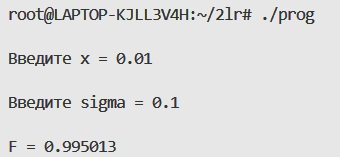 root@LAPTOP-KJLL3V4H:~/2lr# ./prog
Введите x = 0.01
Введите sigma = 0.1
F = 0.995013